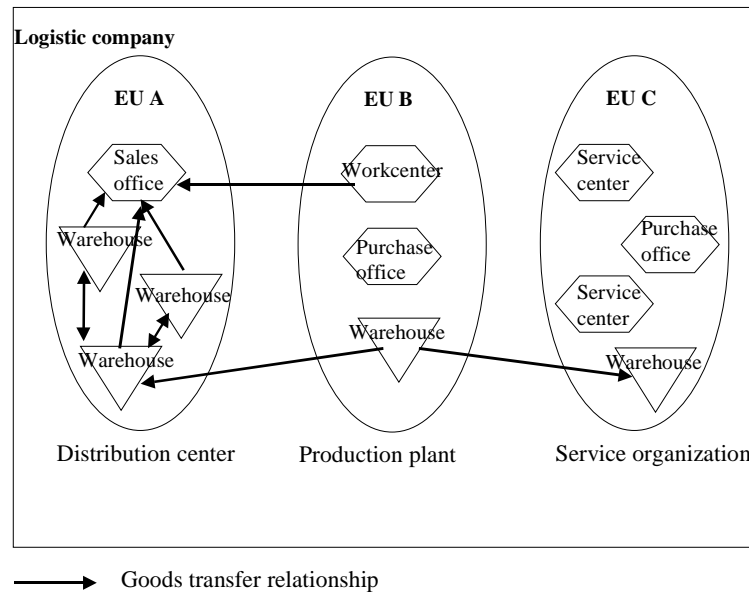 Logistic company
EU A
EU B
EU C
Sales
office
Workcenter
Service
center
Warehouse
Purchase
office
Purchase
office
Warehouse
Service
center
Warehouse
Warehouse
Warehouse
Distribution center
Production plant
Service organization
Goods transfer relationship